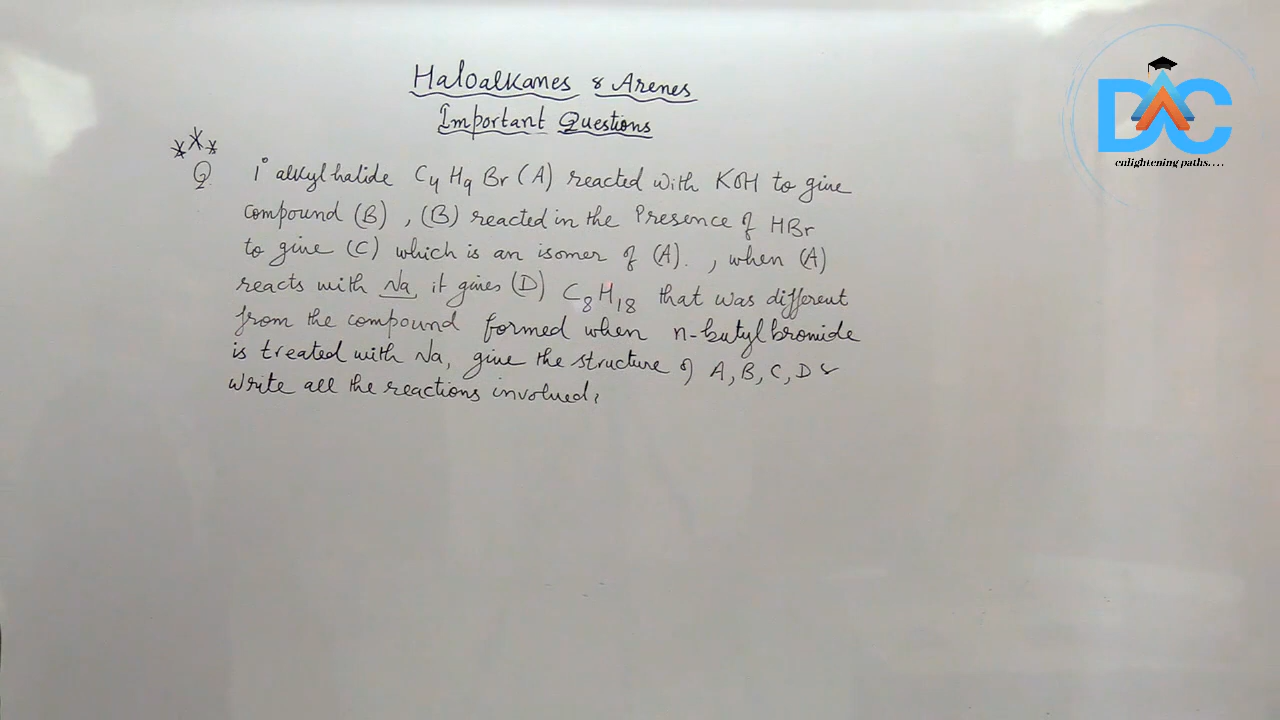 Haloalkanes & Arenes
Important Questions
Q 1° alkyl halide C4H9Br (A) reacted with KOH to give
compound (B), (B) reacted in the Presence of HBr
to give (C) which is an isomer of (A)., when (A)
reacts with Na, it gives (D) C8H18 that was different
from the compound formed when n-butyl bromide
is treated with Na, give the structure of A, B, C, D &
write all the reactions involved.
DAC
enlightening paths....